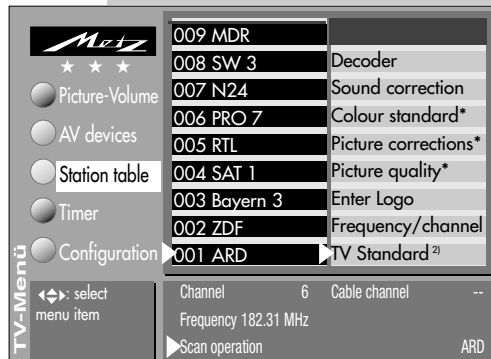 Metz
Picture-Volume
AV devices
Station table
Timer
Configuration
TV-Menü
009 MDR
008 SW 3
007 N24
006 PRO 7
005 RTL
004 SAT 1
003 Bayern 3
002 ZDF
001 ARD
Decoder
Sound correction
Colour standard*
Picture corrections*
Picture quality*
Enter Logo
Frequency/channel
TV Standard 2)
: select
menu item
Channel 6 Cable channel --
Frequency 182.31 MHz
Scan operation ARD